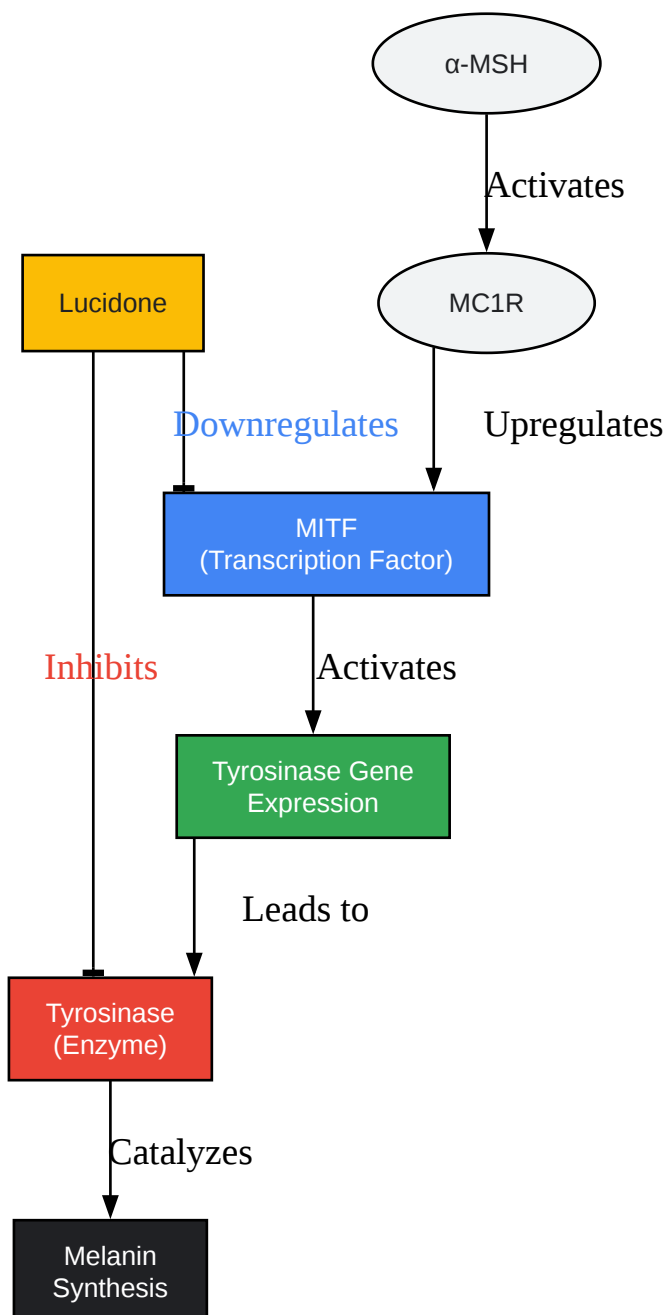 α-MSH
Activates
Lucidone
MC1R
Downregulates
Upregulates
MITF
(Transcription Factor)
Inhibits
Activates
Tyrosinase Gene
Expression
Leads to
Tyrosinase
(Enzyme)
Catalyzes
Melanin
Synthesis